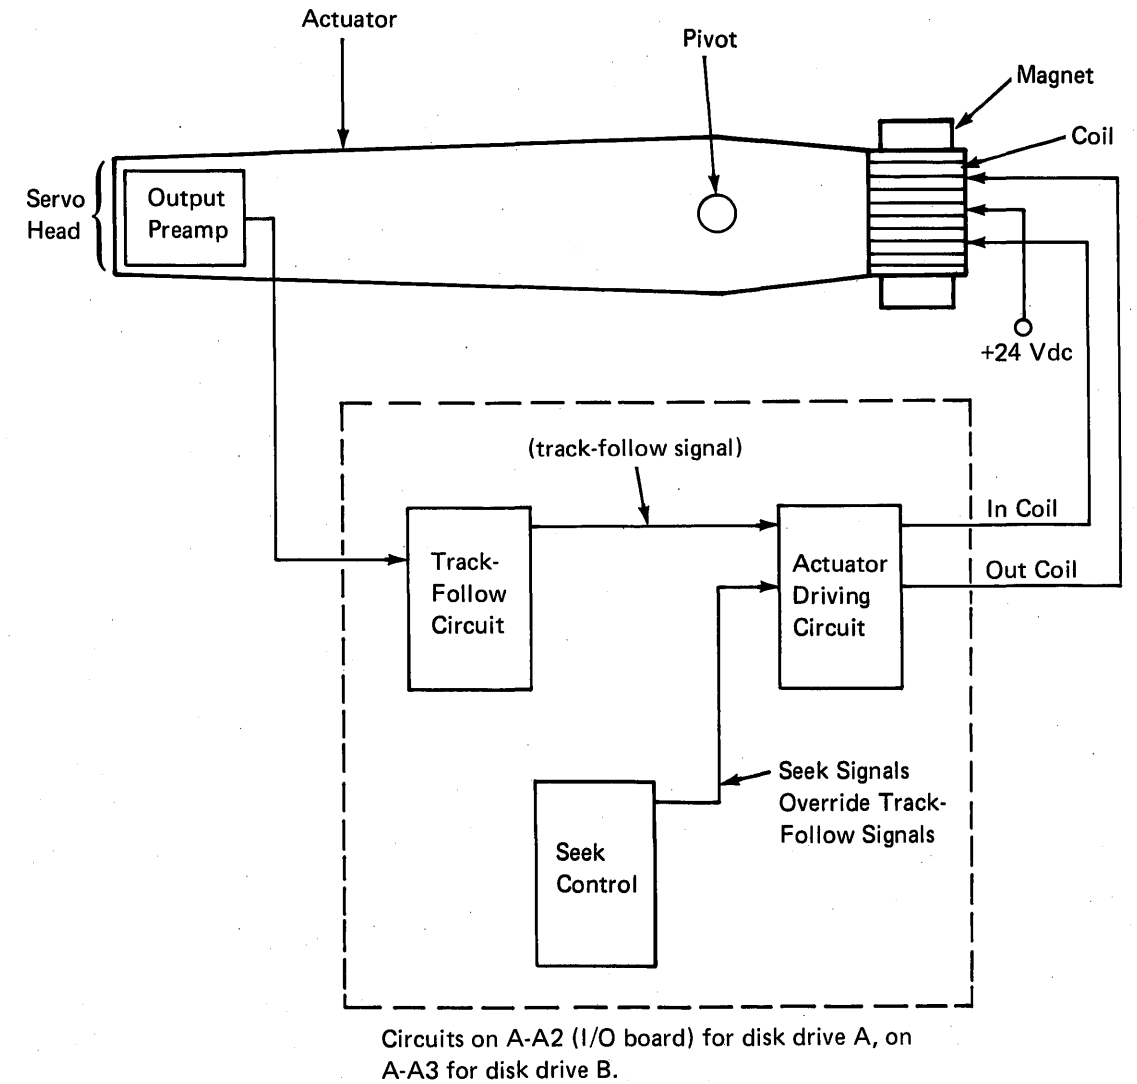 Actuator
Pivot
Magnet
Coil
Servo
Head
Output
Preamp
+24 Vdc
(track-follow signal)
In Coil
Out Coil
Track-
Follow
Circuit
Actuator
Driving
Circuit
Seek Signals
Override Track-
Follow Signals
Seek
Control
Circuits on A-A2 (I/O board) for disk drive A, on
A-A3 for disk drive B.